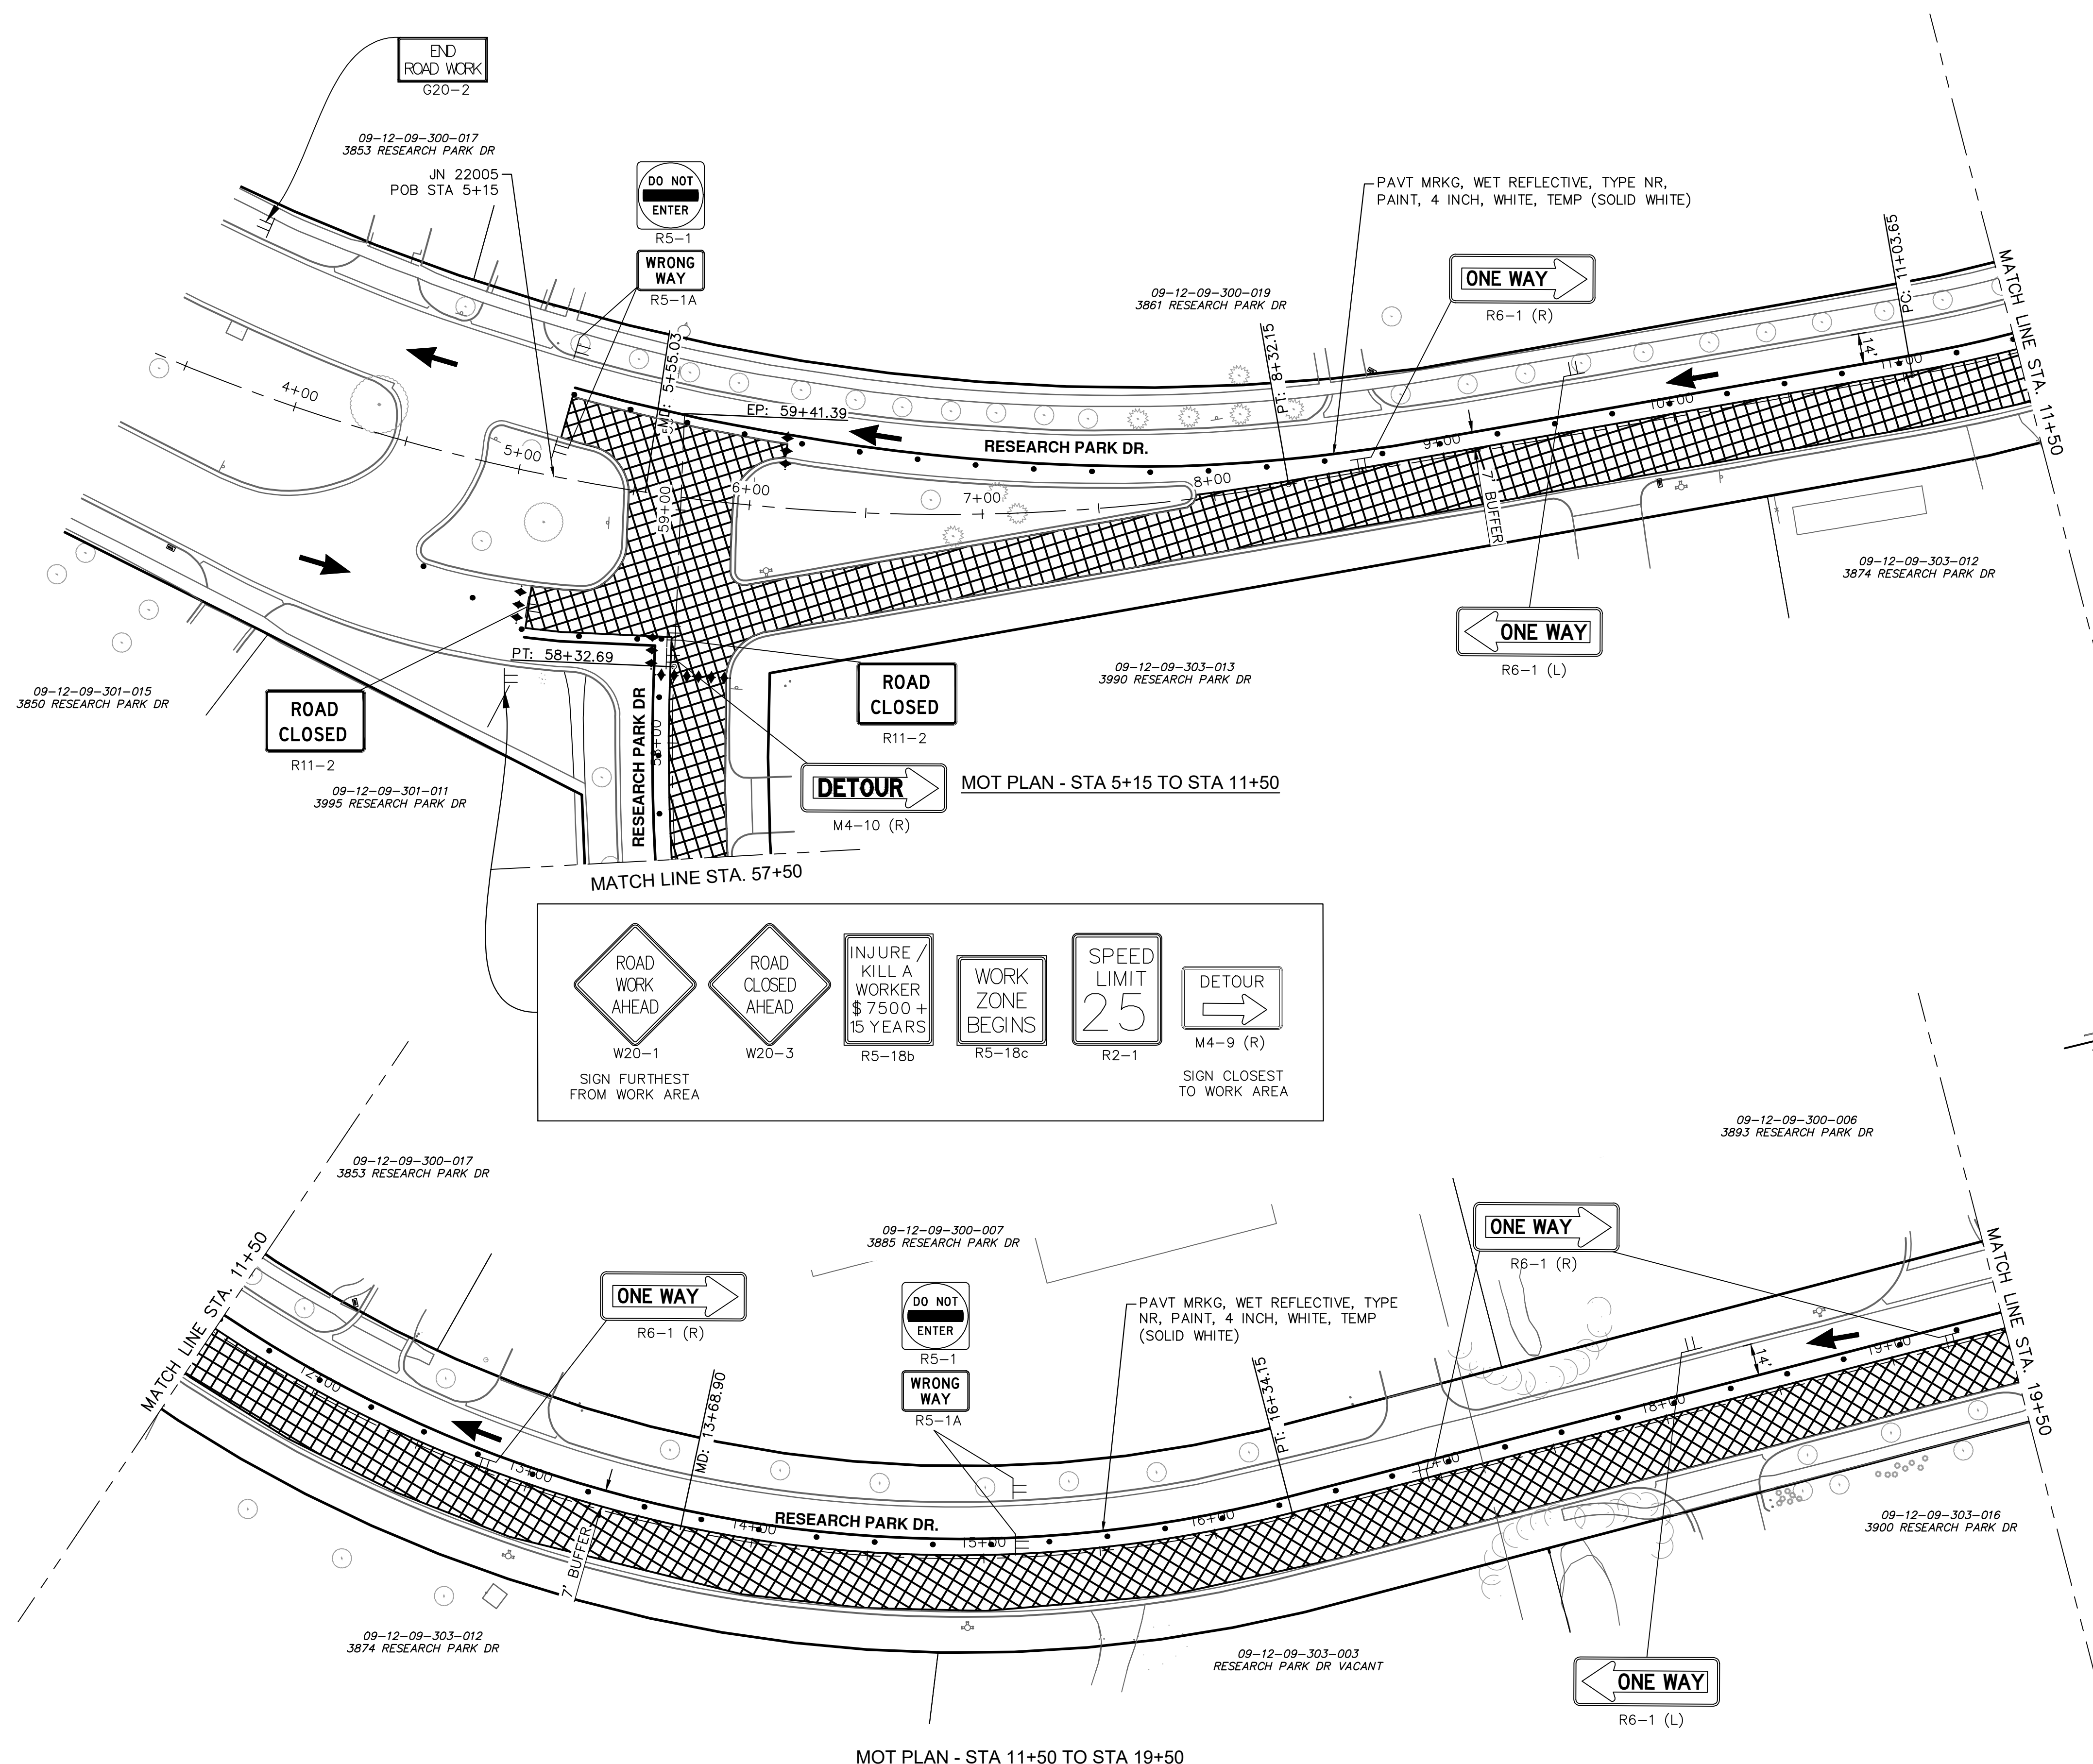 END
ROAD WORK
G20-2
09-12-09-300-017
3853 RESEARCH PARK DR
JN 22005
POB STA 5+15
DO NOT
ENTER
R5-1
WRONG
WAY
R5-1A
PAVT MRKG, WET REFLECTIVE, TYPE NR,
PAINT, 4 INCH, WHITE, TEMP (SOLID WHITE)
ONE WAY
R6-1 (R)
09-12-09-300-019
3861 RESEARCH PARK DR
PC: 11+03.65
MATCH LINE STA. 11+50
PT: 8+32.15
MD: 5+55.03
EP: 59+41.39
RESEARCH PARK DR.
14'
4+00
5+00
6+00
7+00
8+00
9+00
10+00
11+00
59+00
7' BUFFER
09-12-09-303-012
3874 RESEARCH PARK DR
ONE WAY
R6-1 (L)
PT: 58+32.69
09-12-09-303-013
3990 RESEARCH PARK DR
09-12-09-301-015
3850 RESEARCH PARK DR
ROAD
CLOSED
R11-2
ROAD
CLOSED
R11-2
RESEARCH PARK DR
58+00
09-12-09-301-011
3995 RESEARCH PARK DR
DETOUR
M4-10 (R)
MOT PLAN - STA 5+15 TO STA 11+50
MATCH LINE STA. 57+50
ROAD
WORK
AHEAD
W20-1
SIGN FURTHEST
FROM WORK AREA
ROAD
CLOSED
AHEAD
W20-3
INJURE /
KILL A
WORKER
$ 7500 +
15 YEARS
R5-18b
WORK
ZONE
BEGINS
R5-18c
SPEED
LIMIT
25
R2-1
DETOUR
M4-9 (R)
SIGN CLOSEST
TO WORK AREA
09-12-09-300-017
3853 RESEARCH PARK DR
09-12-09-300-007
3885 RESEARCH PARK DR
09-12-09-300-006
3893 RESEARCH PARK DR
MATCH LINE STA. 11+50
ONE WAY
R6-1 (R)
DO NOT
ENTER
R5-1
WRONG
WAY
R5-1A
PAVT MRKG, WET REFLECTIVE, TYPE
NR, PAINT, 4 INCH, WHITE, TEMP
(SOLID WHITE)
ONE WAY
R6-1 (R)
MATCH LINE STA. 19+50
MD: 13+68.90
PT: 16+34.15
14'
12+00
13+00
14+00
15+00
16+00
17+00
18+00
19+00
RESEARCH PARK DR.
7' BUFFER
09-12-09-303-012
3874 RESEARCH PARK DR
09-12-09-303-003
RESEARCH PARK DR VACANT
09-12-09-303-016
3900 RESEARCH PARK DR
ONE WAY
R6-1 (L)
MOT PLAN - STA 11+50 TO STA 19+50